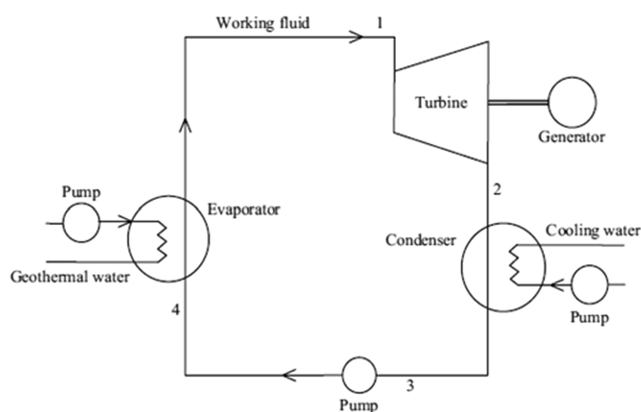 Working fluid
1
Turbine
Generator
Pump
Evaporator
2
Condenser
Cooling water
Geothermal water
4
Pump
3
Pump